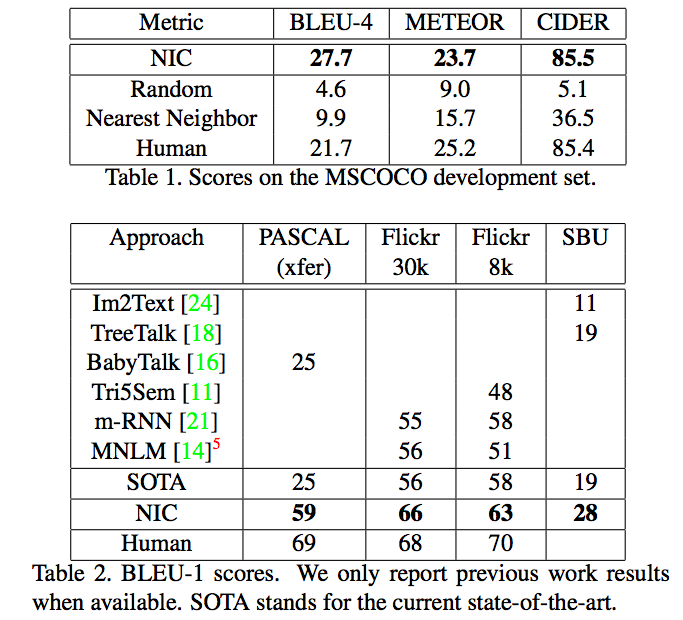 Metric BLEU-4 METEOR CIDER
NIC 27.7 23.7 85.5
Random 4.6 9.0 5.1
Nearest Neighbor 9.9 15.7 36.5
Human 21.7 25.2 85.4
Table 1. Scores on the MSCOCO development set.
Approach PASCAL Flickr Flickr SBU
(xfer) 30k 8k
Im2Text [24] 11
TreeTalk [18] 19
BabyTalk [16] 25
Tri5Sem [11] 48
m-RNN [21] 55 58
MNLM [14]5 56 51
SOTA 25 56 58 19
NIC 59 66 63 28
Human 69 68 70
Table 2. BLEU-1 scores. We only report previous work results
when available. SOTA stands for the current state-of-the-art.